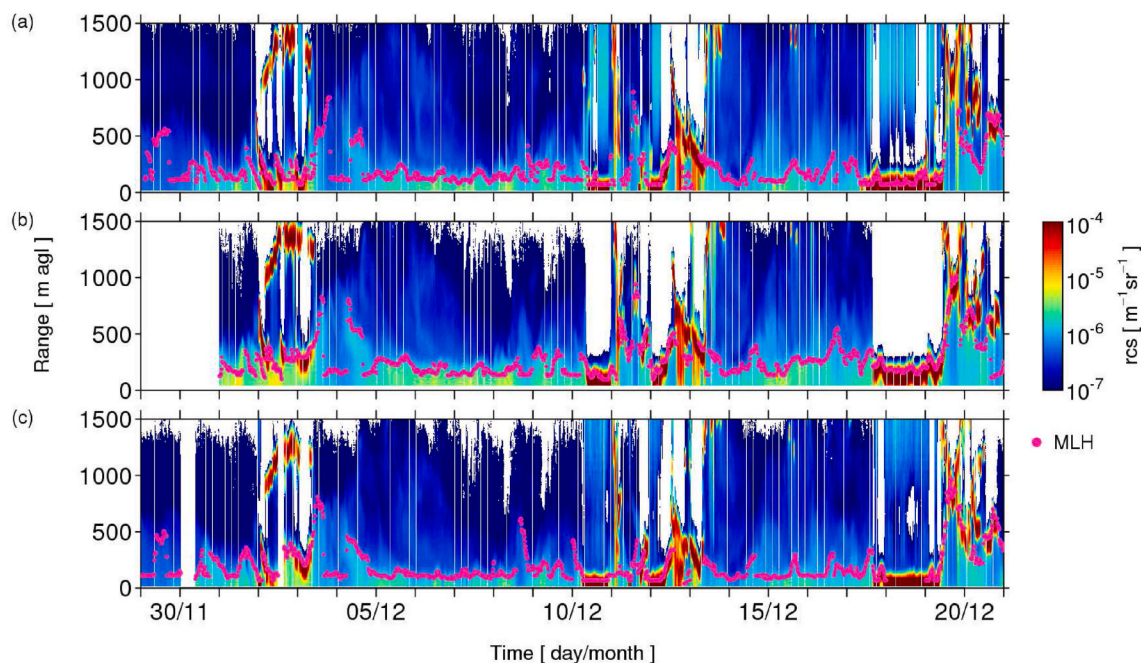 (a)
1500
1000
500
0
(b)
1500
1000
500
0
(c)
1500
1000
500
0
Range [ m agl ]
30/11 05/12 10/12 15/12 20/12
Time [ day/month ]
10⁻⁴
10⁻⁵
10⁻⁶
10⁻⁷
rcs [ m⁻¹sr⁻¹ ]
MLH